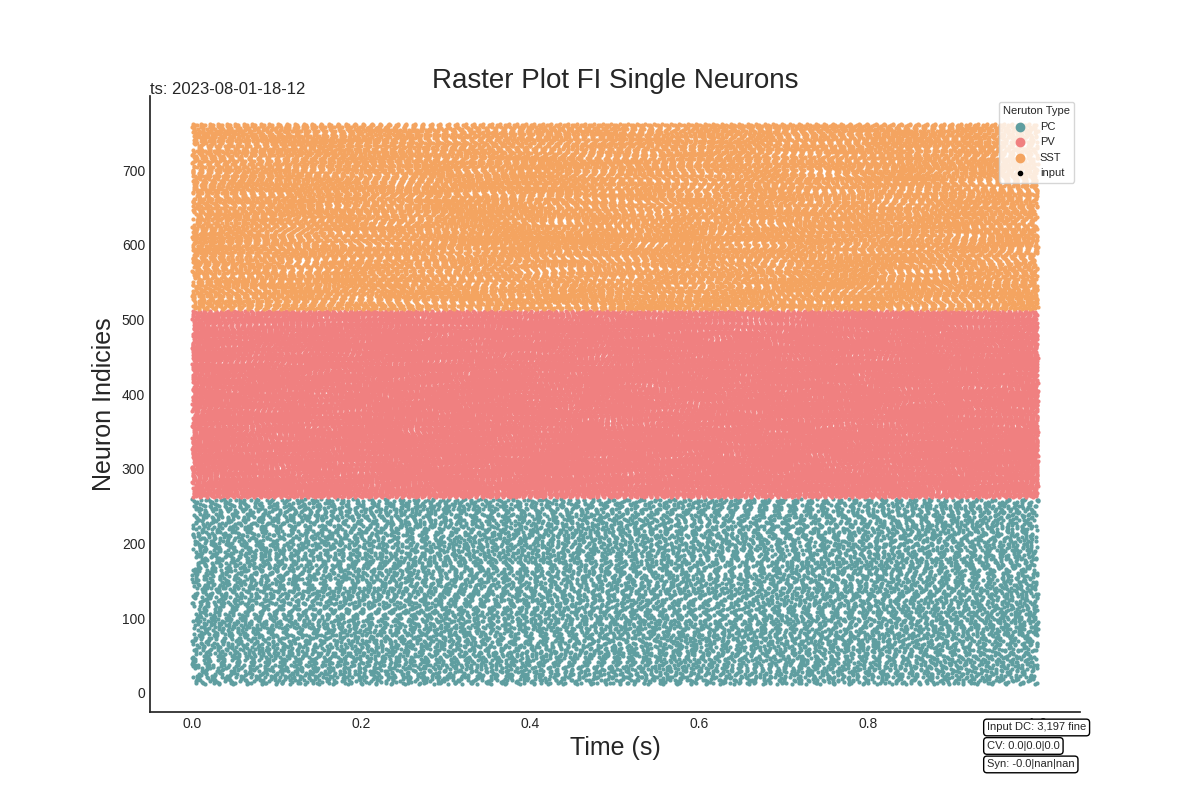 Raster Plot FI Single Neurons
ts: 2023-08-01-18-12
Neruton Type
PC
PV
SST
input
Neuron Indicies
700
600
500
400
300
200
100
0
0.0 0.2 0.4 0.6 0.8
Time (s)
Input DC: 3,197 fine
CV: 0.0|0.0|0.0
Syn: -0.0|nan|nan